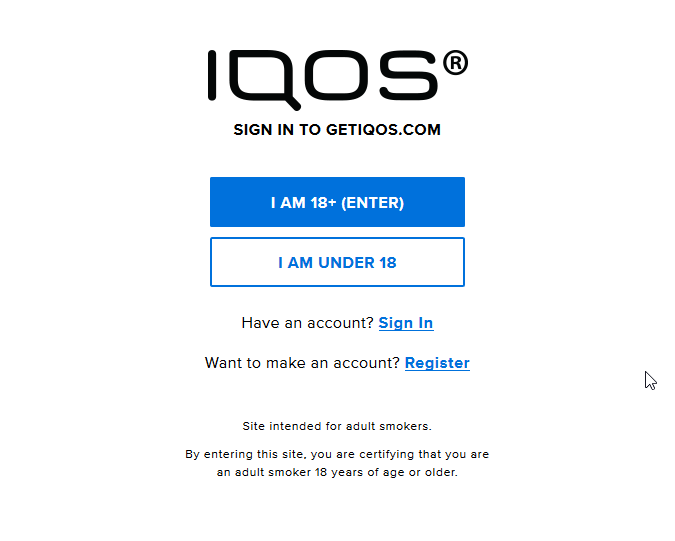 IQOS®
SIGN IN TO GETIQOS.COM
I AM 18+ (ENTER)
I AM UNDER 18
Have an account? Sign In
Want to make an account? Register
Site intended for adult smokers.
By entering this site, you are certifying that you are
an adult smoker 18 years of age or older.